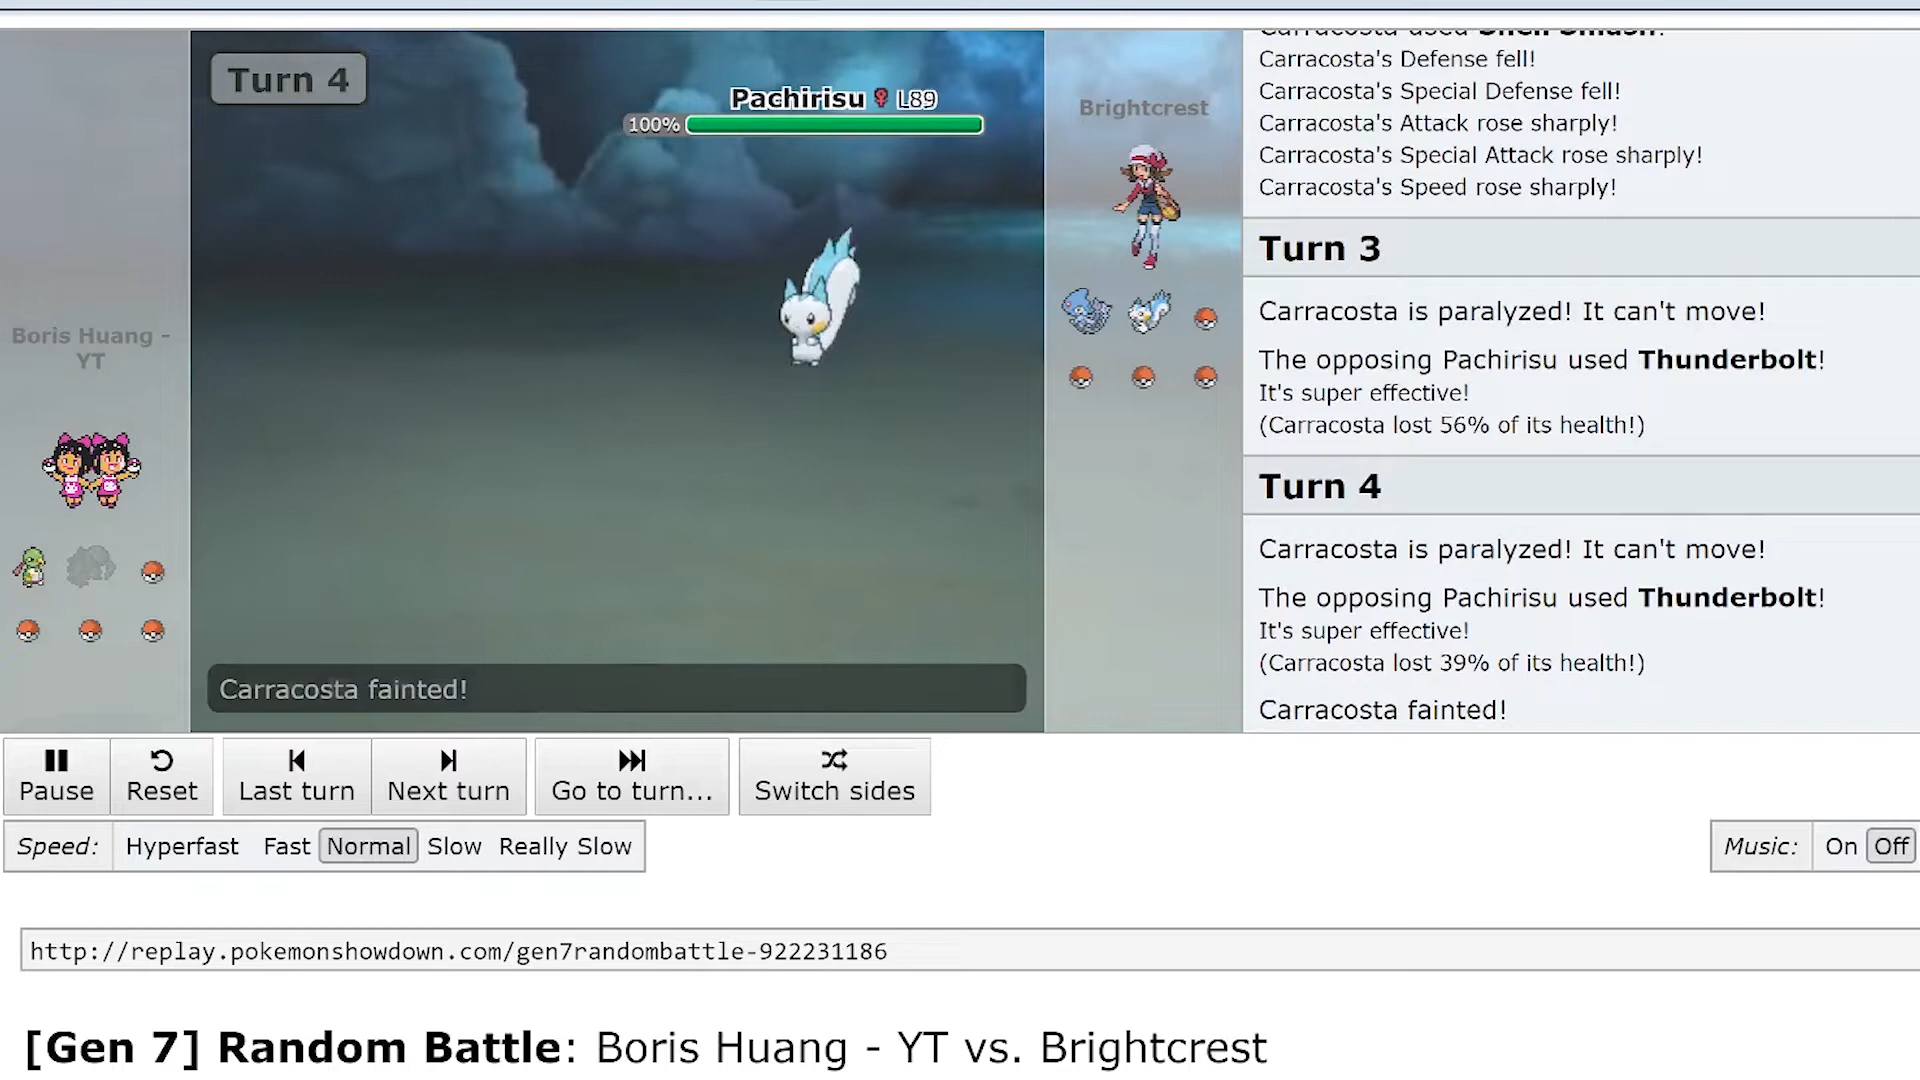 Turn 4
Pachirisu L89
100%
Brightcrest
Boris Huang -
YT
Carracosta fainted!
Carracosta used Shell Smash!
Carracosta's Defense fell!
Carracosta's Special Defense fell!
Carracosta's Attack rose sharply!
Carracosta's Special Attack rose sharply!
Carracosta's Speed rose sharply!
Turn 3
Carracosta is paralyzed! It can't move!
The opposing Pachirisu used Thunderbolt!
It's super effective!
(Carracosta lost 56% of its health!)
Turn 4
Carracosta is paralyzed! It can't move!
The opposing Pachirisu used Thunderbolt!
It's super effective!
(Carracosta lost 39% of its health!)
Carracosta fainted!
Pause Reset Last turn Next turn Go to turn... Switch sides
Speed: Hyperfast Fast Normal Slow Really Slow Music: On Off
http://replay.pokemonshowdown.com/gen7randombattle-922231186
[Gen 7] Random Battle: Boris Huang - YT vs. Brightcrest